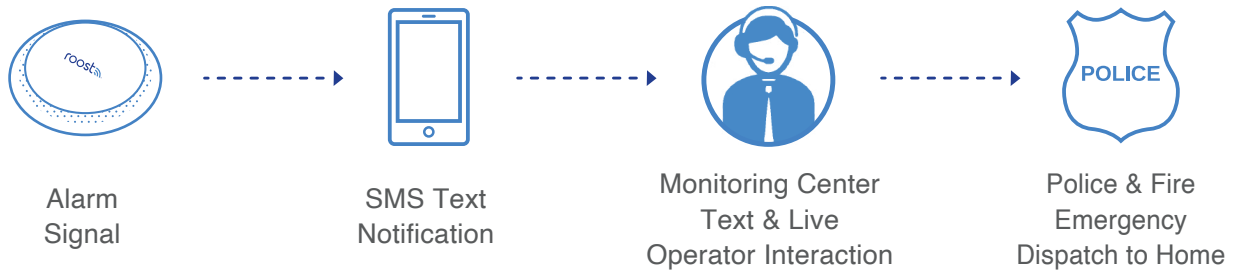 roost
POLICE
Alarm
Signal
SMS Text
Notification
Monitoring Center
Text & Live
Operator Interaction
Police & Fire
Emergency
Dispatch to Home